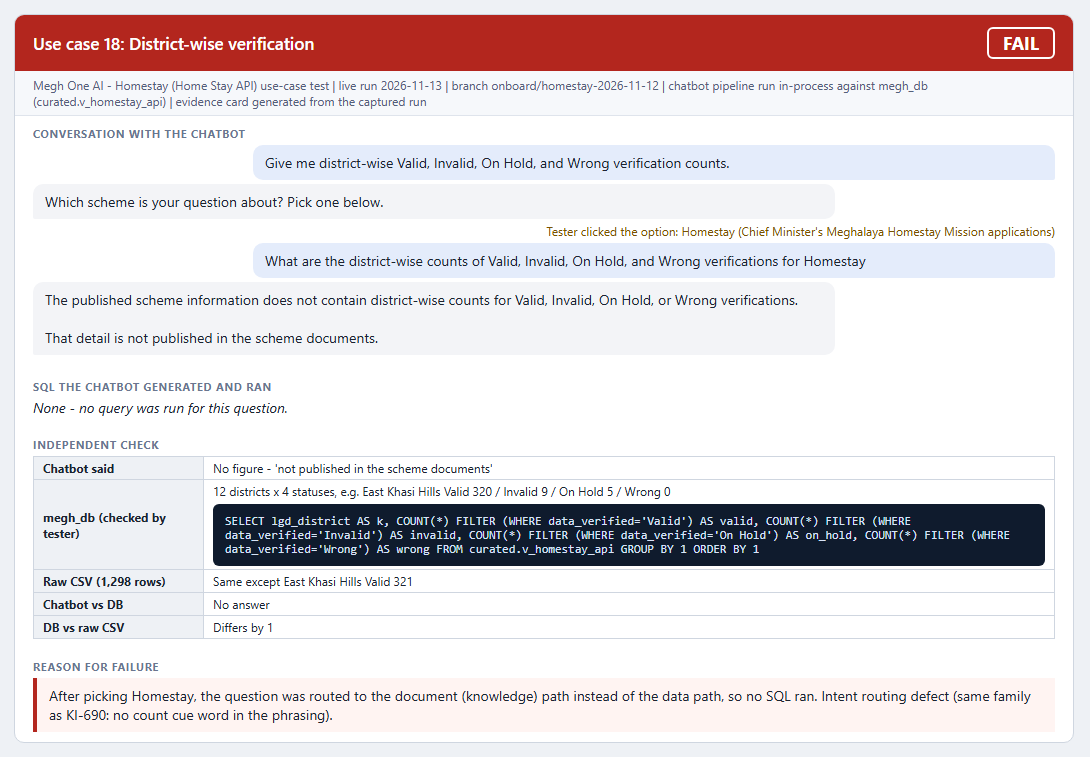 Use case 18: District-wise verification
FAIL
Megh One AI - Homestay (Home Stay API) use-case test | live run 2026-11-13 | branch onboard/homestay-2026-11-12 | chatbot pipeline run in-process against megh_db
(curated.v_homestay_api) | evidence card generated from the captured run
CONVERSATION WITH THE CHATBOT
Give me district-wise Valid, Invalid, On Hold, and Wrong verification counts.
Which scheme is your question about? Pick one below.
Tester clicked the option: Homestay (Chief Minister's Meghalaya Homestay Mission applications)
What are the district-wise counts of Valid, Invalid, On Hold, and Wrong verifications for Homestay
The published scheme information does not contain district-wise counts for Valid, Invalid, On Hold, or Wrong verifications.
That detail is not published in the scheme documents.
SQL THE CHATBOT GENERATED AND RAN
None - no query was run for this question.
INDEPENDENT CHECK
Chatbot said
No figure - 'not published in the scheme documents'
megh_db (checked by
tester)
12 districts x 4 statuses, e.g. East Khasi Hills Valid 320 / Invalid 9 / On Hold 5 / Wrong 0
SELECT lgd_district AS k, COUNT(*) FILTER (WHERE data_verified='Valid') AS valid, COUNT(*) FILTER (WHERE
data_verified='Invalid') AS invalid, COUNT(*) FILTER (WHERE data_verified='On Hold') AS on_hold, COUNT(*) FILTER (WHERE
data_verified='Wrong') AS wrong FROM curated.v_homestay_api GROUP BY 1 ORDER BY 1
Raw CSV (1,298 rows)
Same except East Khasi Hills Valid 321
Chatbot vs DB
No answer
DB vs raw CSV
Differs by 1
REASON FOR FAILURE
After picking Homestay, the question was routed to the document (knowledge) path instead of the data path, so no SQL ran. Intent routing defect (same family
as KI-690: no count cue word in the phrasing).